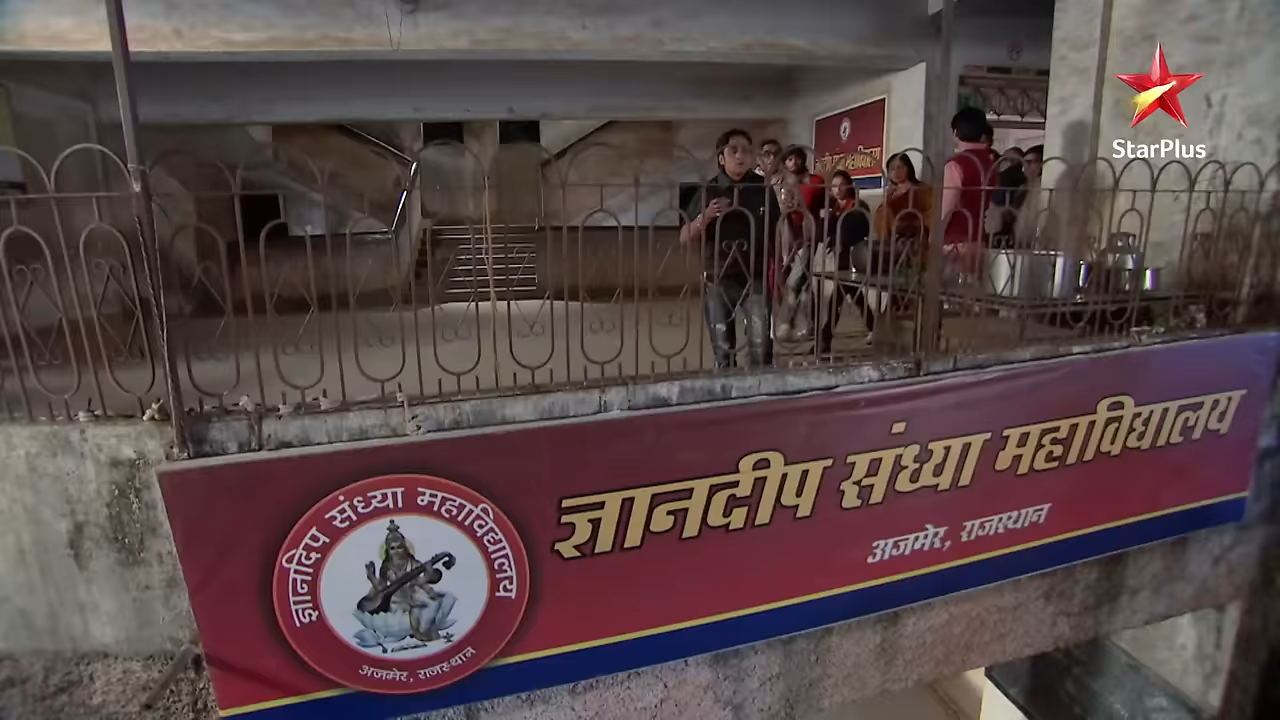 StarPlus
ज्ञानदीप संध्या महाविद्यालय
अजमेर, राजस्थान
ज्ञानदिप संध्या महाविद्यालय
अजमेर, राजस्थान